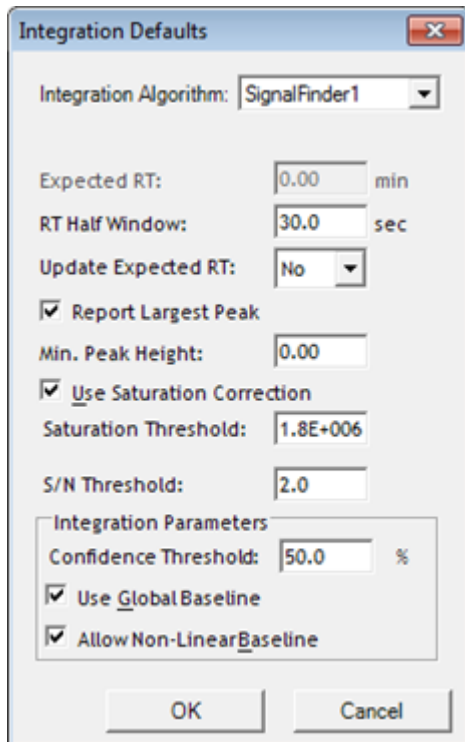 Integration Defaults
Integration Algorithm: SignalFinder1
Expected RT: 0.00 min
RT Half Window: 30.0 sec
Update Expected RT: No
Report Largest Peak
Min. Peak Height: 0.00
Use Saturation Correction
Saturation Threshold: 1.8E+006
S/N Threshold: 2.0
Integration Parameters
Confidence Threshold: 50.0 %
Use Global Baseline
Allow Non-LinearBaseline
OK Cancel